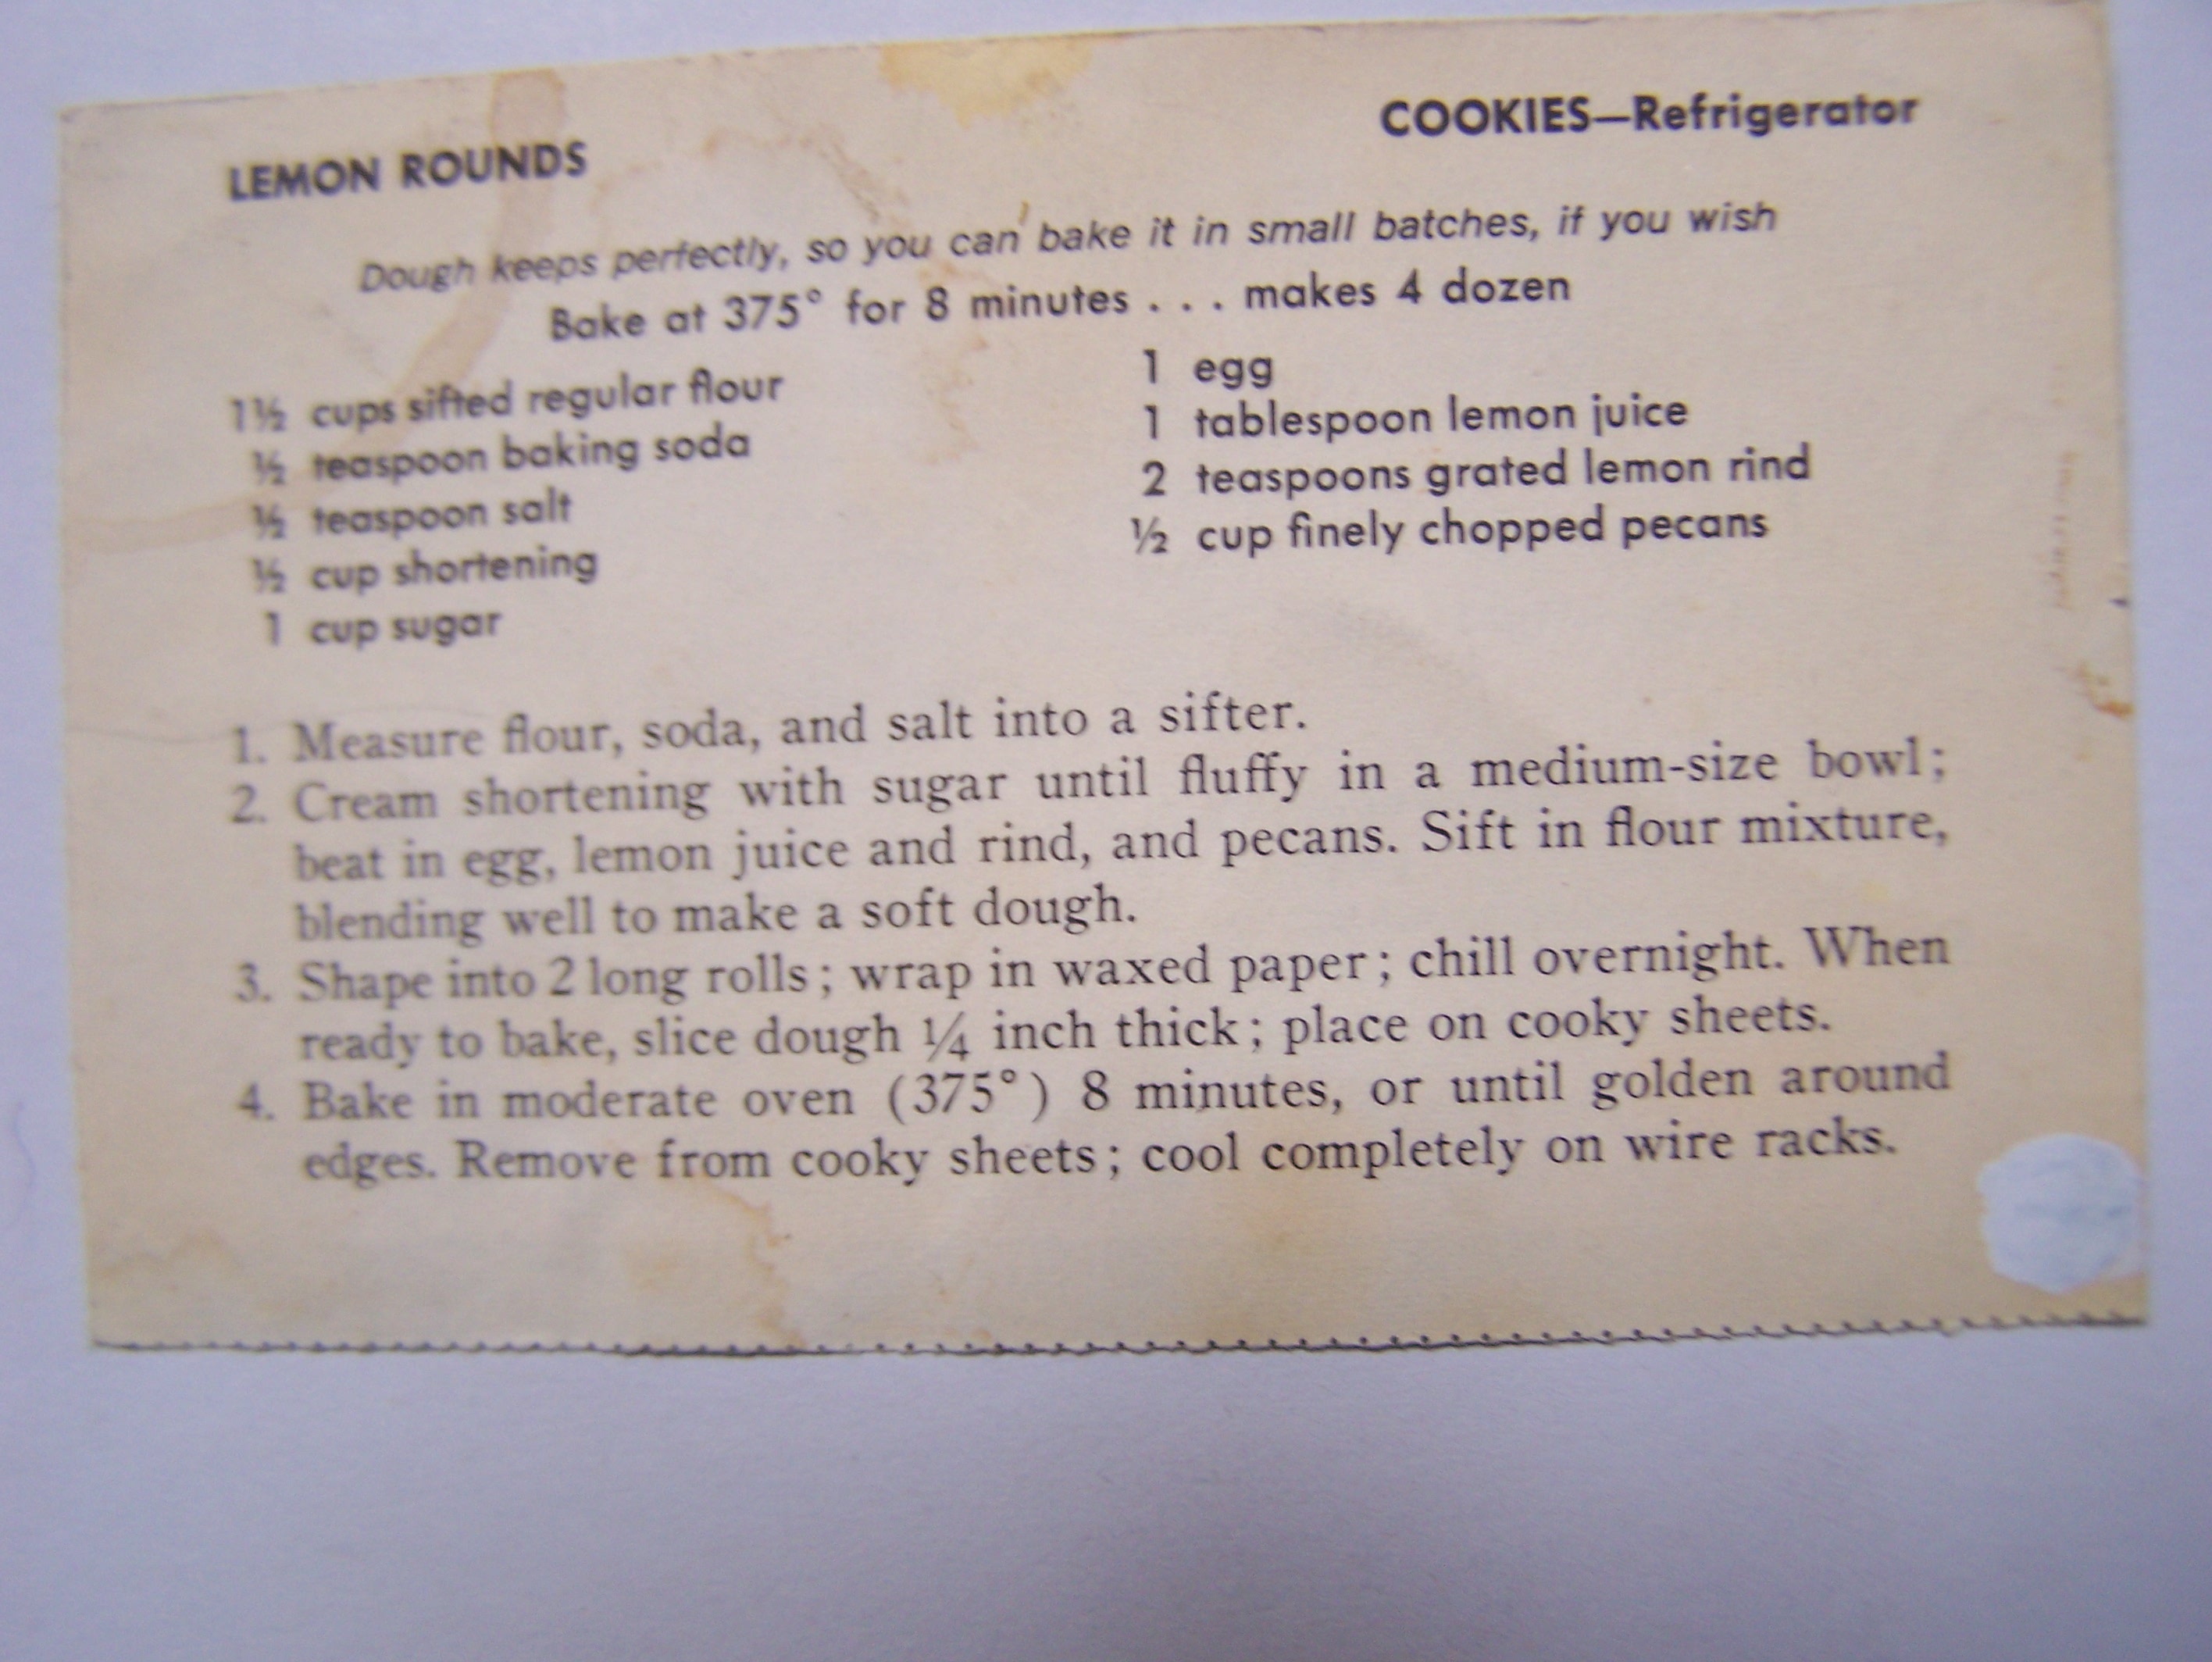 COOKIES—Refrigerator
LEMON ROUNDS
Dough keeps perfectly, so you can bake it in small batches, if you wish
Bake at 375° for 8 minutes . . . makes 4 dozen
1½ cups sifted regular flour
½ teaspoon baking soda
½ teaspoon salt
½ cup shortening
1 cup sugar
1 egg
1 tablespoon lemon juice
2 teaspoons grated lemon rind
½ cup finely chopped pecans
1. Measure flour, soda, and salt into a sifter.
2. Cream shortening with sugar until fluffy in a medium-size bowl;
beat in egg, lemon juice and rind, and pecans. Sift in flour mixture,
blending well to make a soft dough.
3. Shape into 2 long rolls; wrap in waxed paper; chill overnight. When
ready to bake, slice dough ¼ inch thick; place on cooky sheets.
4. Bake in moderate oven (375°) 8 minutes, or until golden around
edges. Remove from cooky sheets; cool completely on wire racks.